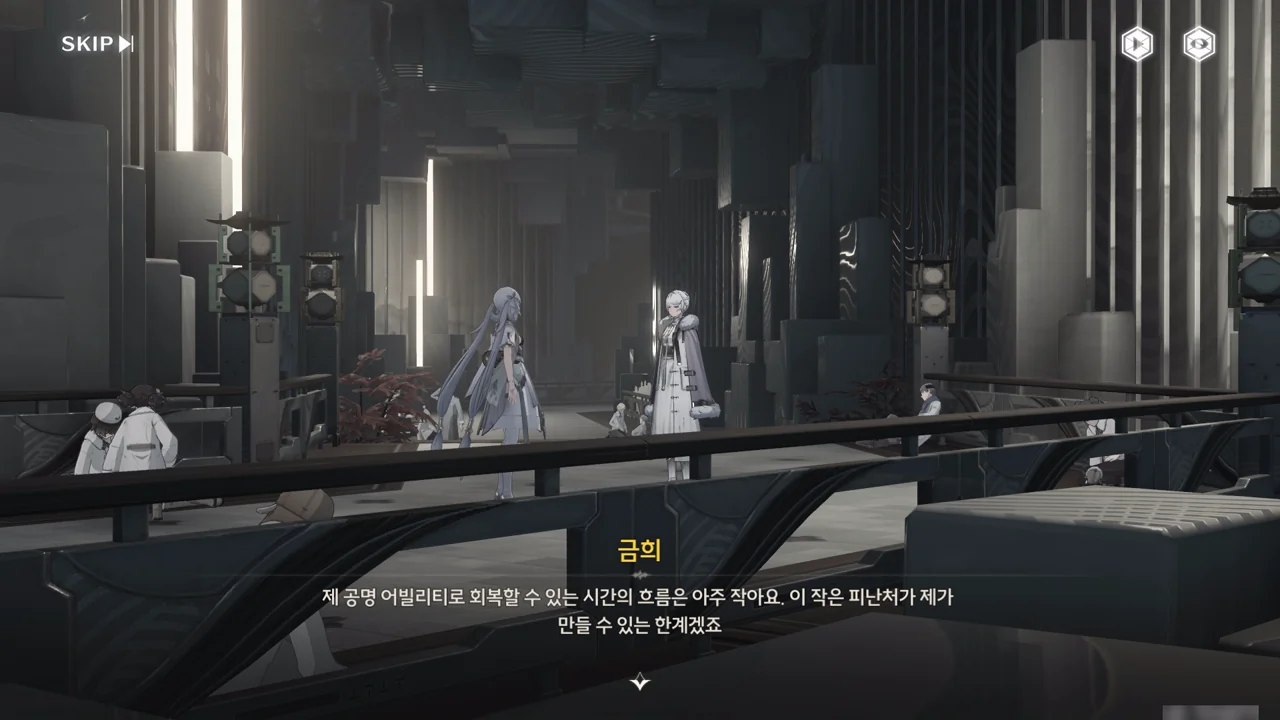 SKIP
금희
제 공명 어빌리티로 회복할 수 있는 시간의 흐름은 아주 작아요. 이 작은 피난처가 제가
만들 수 있는 한계겠죠